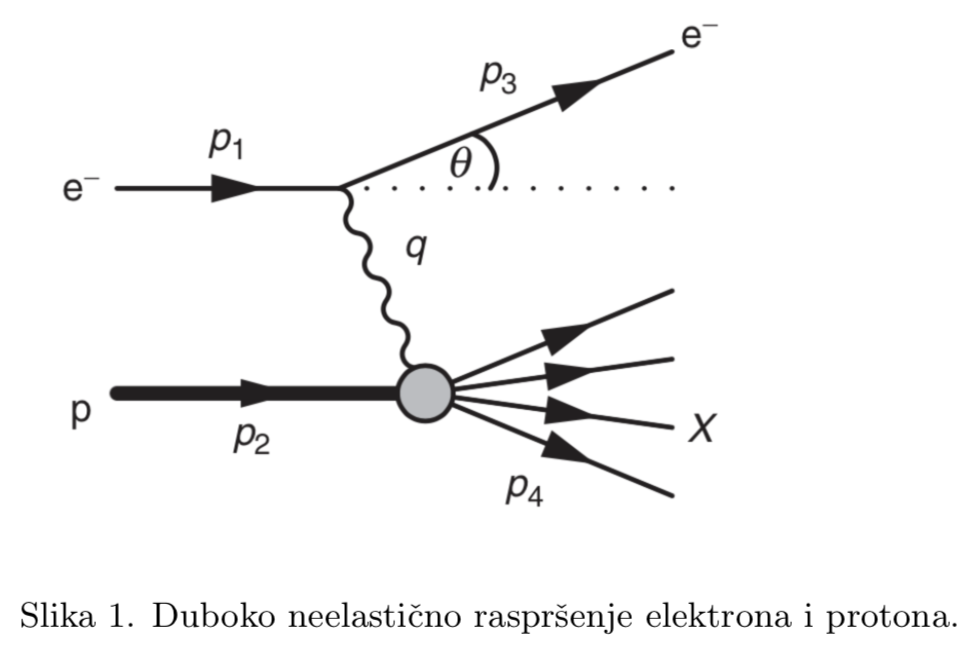 e⁻
p₃
p₁
θ
e⁻
q
p
p₂
X
p₄
Slika 1. Duboko neelastično raspršenje elektrona i protona.